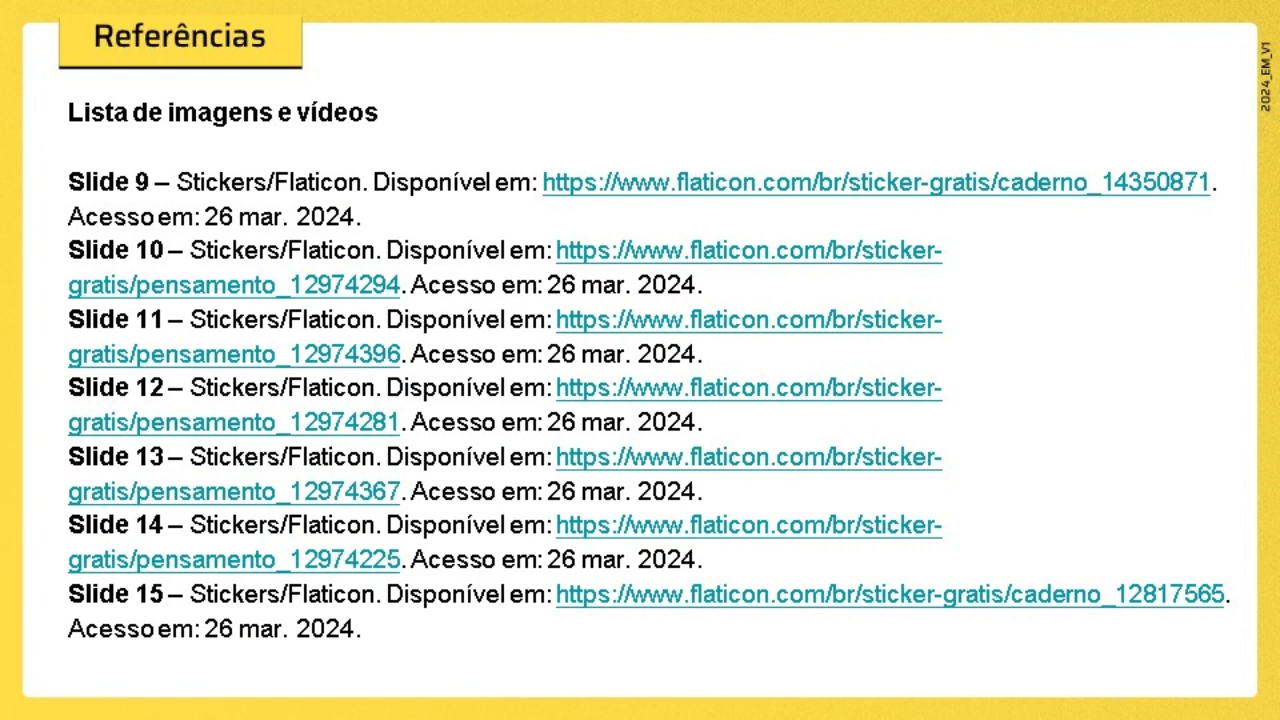 Referências
2024_EM_V1
Lista de imagens e vídeos
Slide 9 – Stickers/Flaticon. Disponível em: https://www.flaticon.com/br/sticker-gratis/caderno_14350871.
Acesso em: 26 mar. 2024.
Slide 10 – Stickers/Flaticon. Disponível em: https://www.flaticon.com/br/sticker-
gratis/pensamento_12974294. Acesso em: 26 mar. 2024.
Slide 11 – Stickers/Flaticon. Disponível em: https://www.flaticon.com/br/sticker-
gratis/pensamento_12974396. Acesso em: 26 mar. 2024.
Slide 12 – Stickers/Flaticon. Disponível em: https://www.flaticon.com/br/sticker-
gratis/pensamento_12974281. Acesso em: 26 mar. 2024.
Slide 13 – Stickers/Flaticon. Disponível em: https://www.flaticon.com/br/sticker-
gratis/pensamento_12974367. Acesso em: 26 mar. 2024.
Slide 14 – Stickers/Flaticon. Disponível em: https://www.flaticon.com/br/sticker-
gratis/pensamento_12974225. Acesso em: 26 mar. 2024.
Slide 15 – Stickers/Flaticon. Disponível em: https://www.flaticon.com/br/sticker-gratis/caderno_12817565.
Acesso em: 26 mar. 2024.